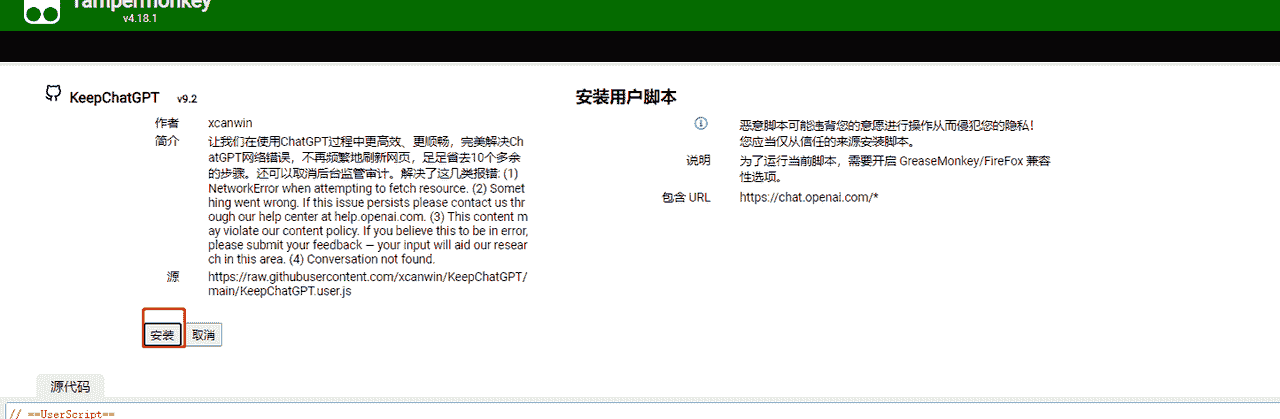 Tampermonkey
v4.18.1
KeepChatGPT v9.2
作者 xcanwin
简介 让我们在使用ChatGPT过程中更高效、更顺畅，完美解决Ch
atGPT网络错误，不再频繁地刷新网页，足足省去10个多余
的步骤。还可以取消后台监管审计。解决了这几类报错: (1)
NetworkError when attempting to fetch resource. (2) Somet
hing went wrong. If this issue persists please contact us thr
ough our help center at help.openai.com. (3) This content m
ay violate our content policy. If you believe this to be in error,
please submit your feedback — your input will aid our resear
ch in this area. (4) Conversation not found.
源 https://raw.githubusercontent.com/xcanwin/KeepChatGPT/
main/KeepChatGPT.user.js
安装 取消
安装用户脚本
恶意脚本可能违背您的意愿进行操作从而侵犯您的隐私！
您应当仅从信任的来源安装脚本。
说明 为了运行当前脚本，需要开启 GreaseMonkey/FireFox 兼容
性选项。
包含 URL https://chat.openai.com/*
源代码
// ==UserScript==